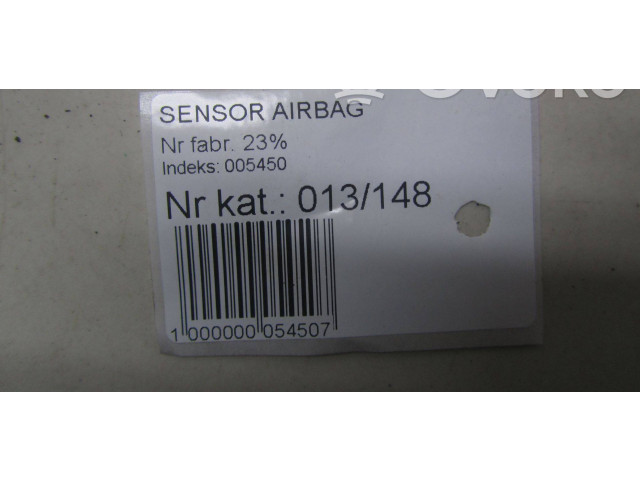 SENSOR AIRBAG
Nr fabr. 23%
Indeks: 005450
Nr kat.: 013/148
1 000000 054507